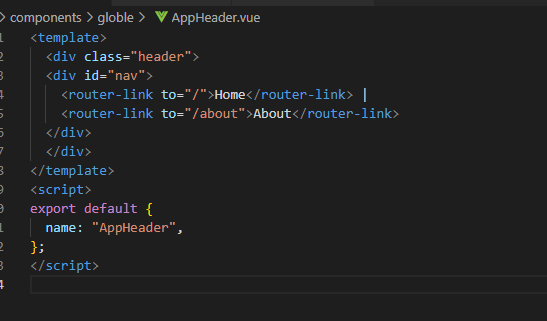 components > globle > AppHeader.vue
1 <template>
2 <div class="header">
3 <div id="nav">
4 <router-link to="/">Home</router-link> |
5 <router-link to="/about">About</router-link>
6 </div>
7 </div>
8 </template>
9 <script>
0 export default {
1 name: "AppHeader",
2 };
3 </script>
4